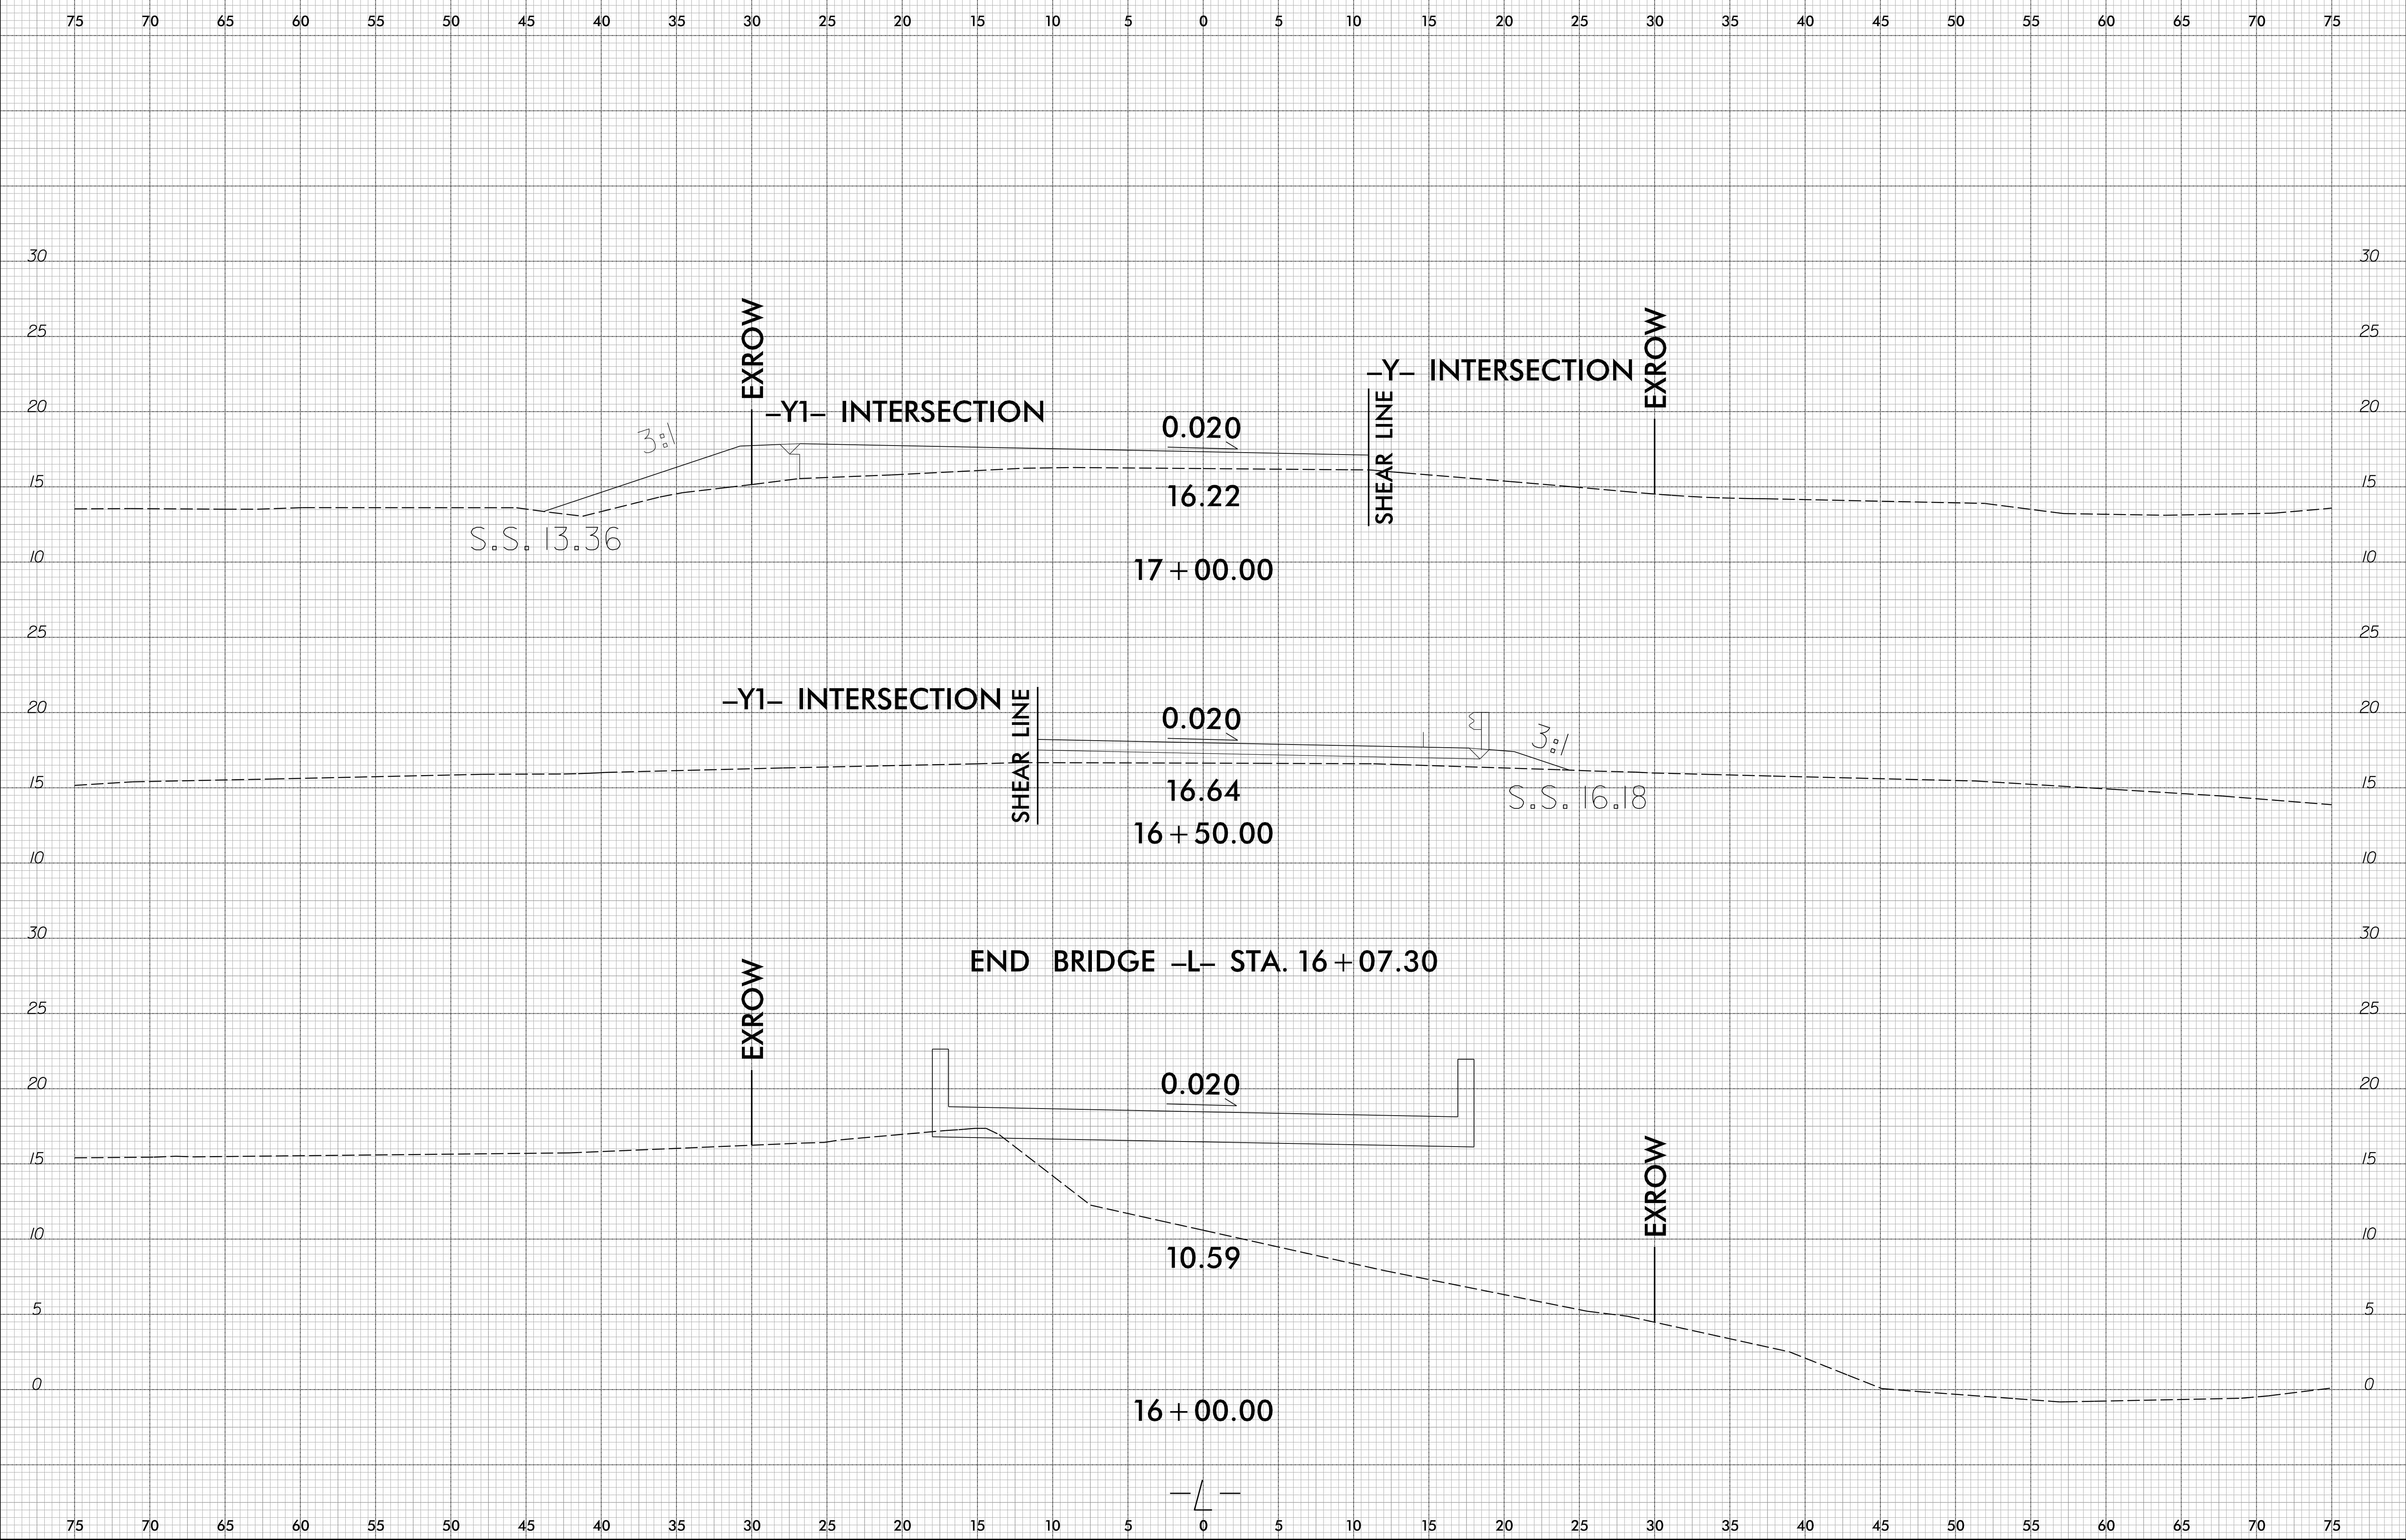 75 70 65 60 55 50 45 40 35 30 25 20 15 10 5 0 5 10 15 20 25 30 35 40 45 50 55 60 65 70 75
30 30
EXROW
EXROW
25 25
–Y– INTERSECTION
20 20
–Y1– INTERSECTION
0.020
SHEAR LINE
3:1
15 15
16.22
S.S. 13.36
10 10
17+00.00
25 25
–Y1– INTERSECTION
SHEAR LINE
20 20
0.020
3:1
15 15
16.64
S.S. 16.18
16+50.00
10 10
30 30
END BRIDGE –L– STA. 16+07.30
EXROW
25 25
20 20
0.020
15 15
EXROW
10 10
10.59
5 5
0 0
16+00.00
–L–
75 70 65 60 55 50 45 40 35 30 25 20 15 10 5 0 5 10 15 20 25 30 35 40 45 50 55 60 65 70 75